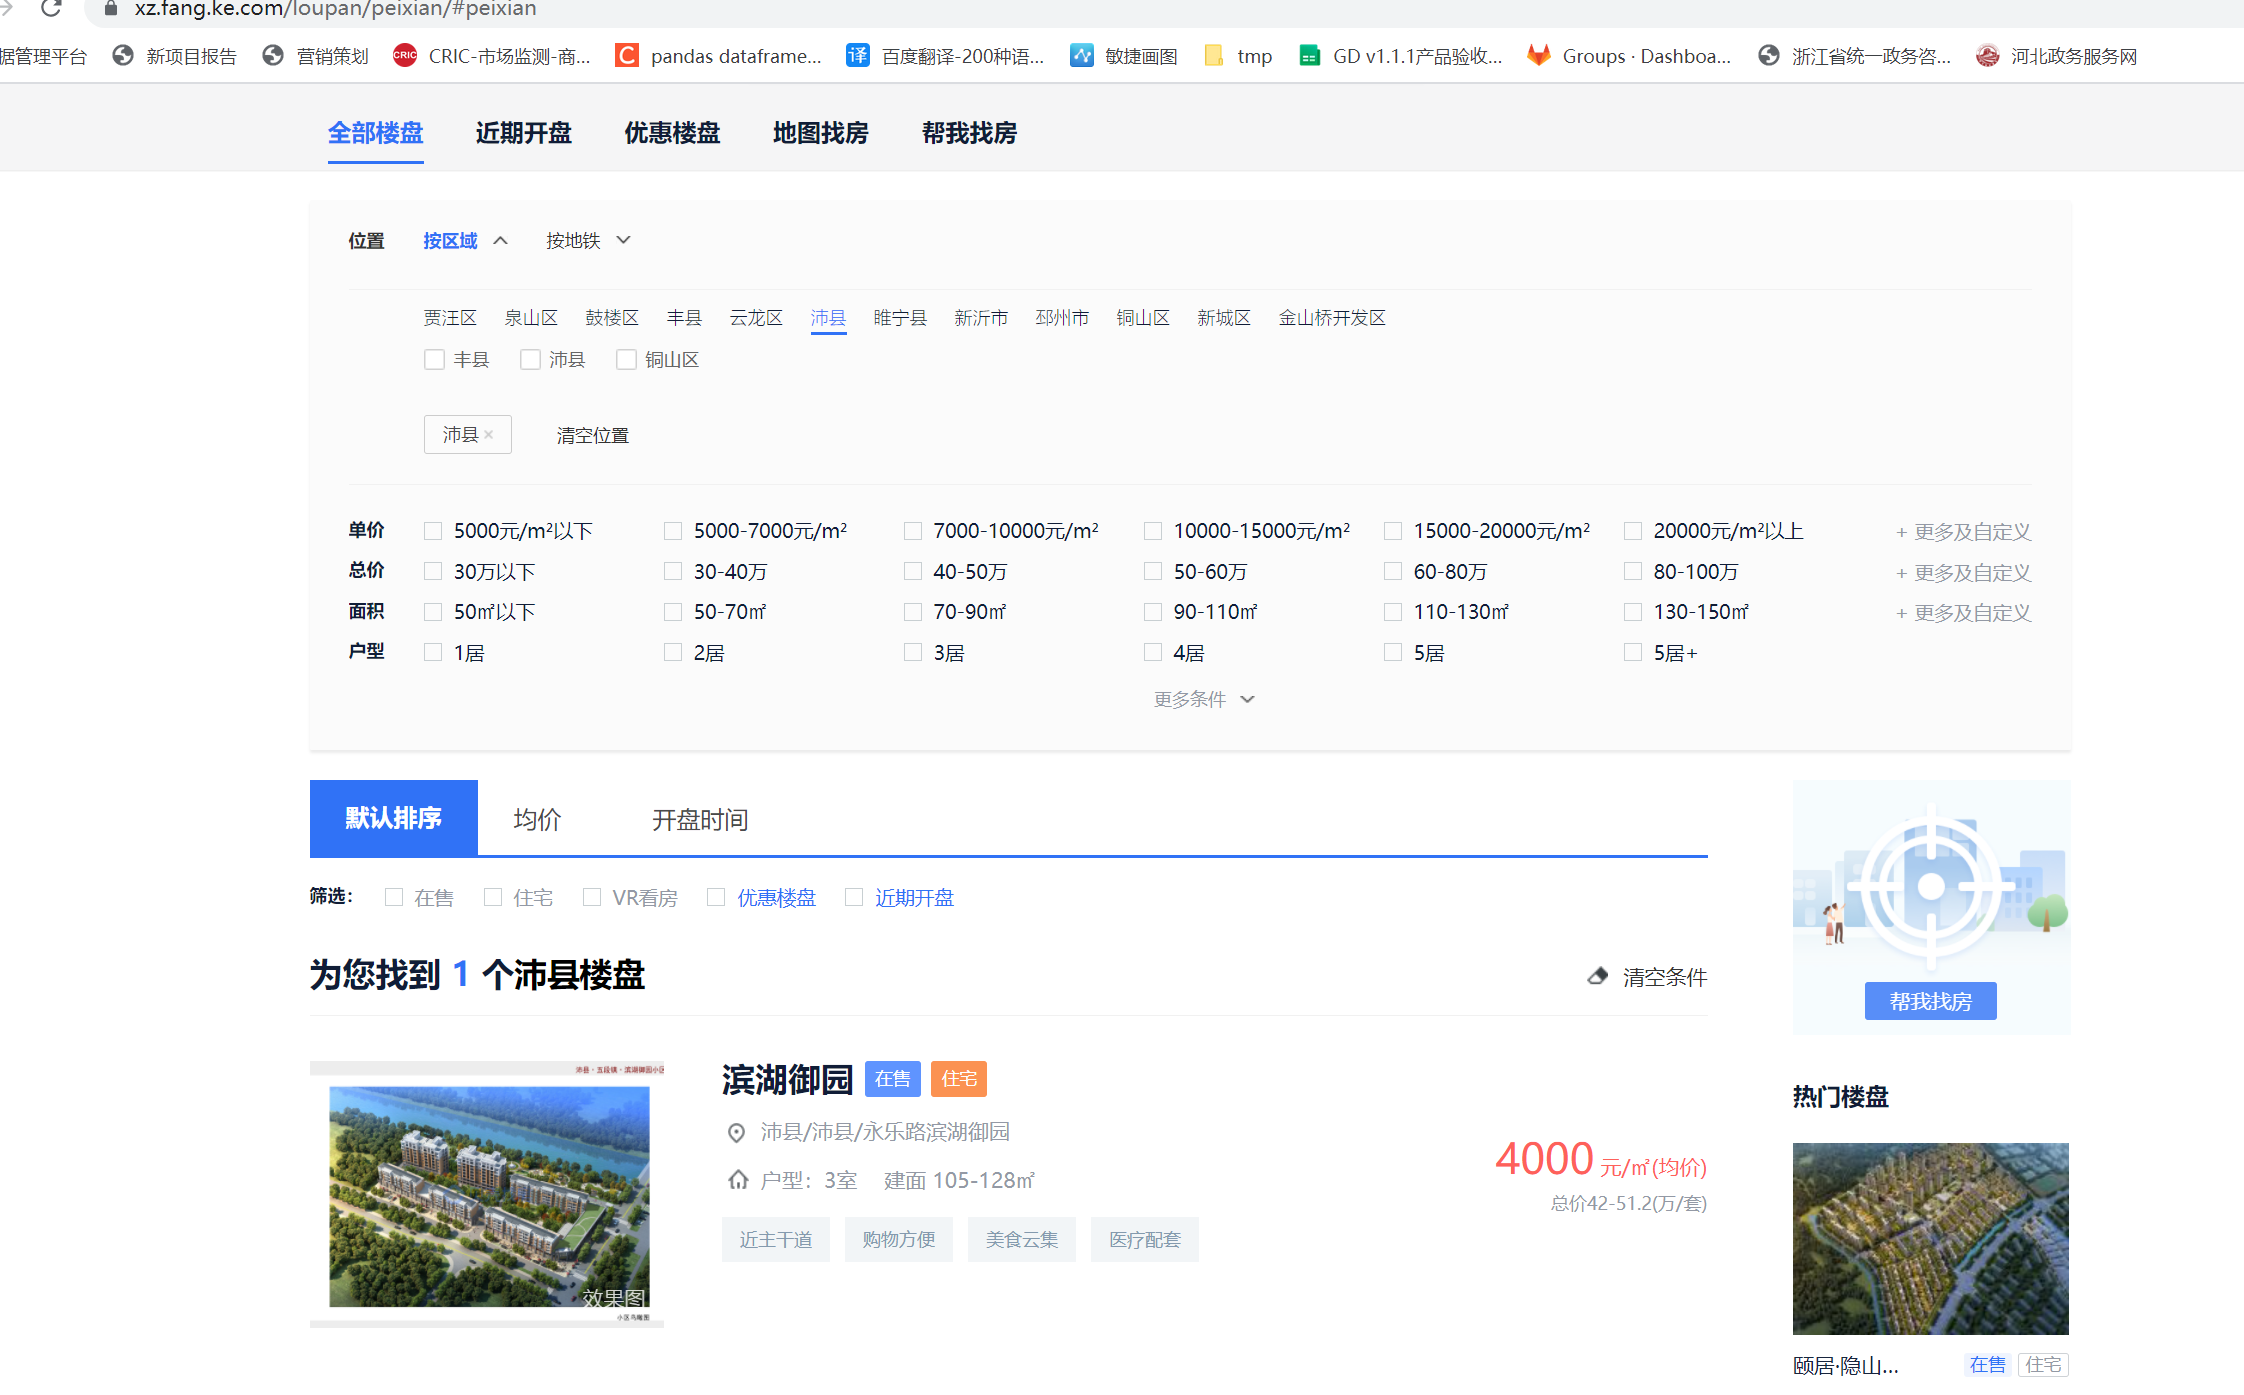 xz.fang.ke.com/loupan/peixian/#peixian
据管理平台 新项目报告 营销策划 CRIC CRIC-市场监测-商... C pandas dataframe... 译 百度翻译-200种语... 敏捷画图 tmp GD v1.1.1产品验收... Groups · Dashboa... 浙江省统一政务咨... 河北政务服务网
全部楼盘 近期开盘 优惠楼盘 地图找房 帮我找房
位置 按区域 按地铁
贾汪区 泉山区 鼓楼区 丰县 云龙区 沛县 睢宁县 新沂市 邳州市 铜山区 新城区 金山桥开发区
丰县 沛县 铜山区
沛县 × 清空位置
单价 5000元/m²以下 5000-7000元/m² 7000-10000元/m² 10000-15000元/m² 15000-20000元/m² 20000元/m²以上 + 更多及自定义
总价 30万以下 30-40万 40-50万 50-60万 60-80万 80-100万 + 更多及自定义
面积 50㎡以下 50-70㎡ 70-90㎡ 90-110㎡ 110-130㎡ 130-150㎡ + 更多及自定义
户型 1居 2居 3居 4居 5居 5居+
更多条件
默认排序 均价 开盘时间
筛选： 在售 住宅 VR看房 优惠楼盘 近期开盘
为您找到 1 个沛县楼盘 清空条件
帮我找房
沛县·五段镇·滨湖御园小区
滨湖御园 在售 住宅
沛县/沛县/永乐路滨湖御园
户型：3室 建面 105-128㎡
4000 元/㎡(均价)
总价42-51.2(万/套)
近主干道 购物方便 美食云集 医疗配套
效果图
小区鸟瞰图
热门楼盘
颐居·隐山... 在售 住宅